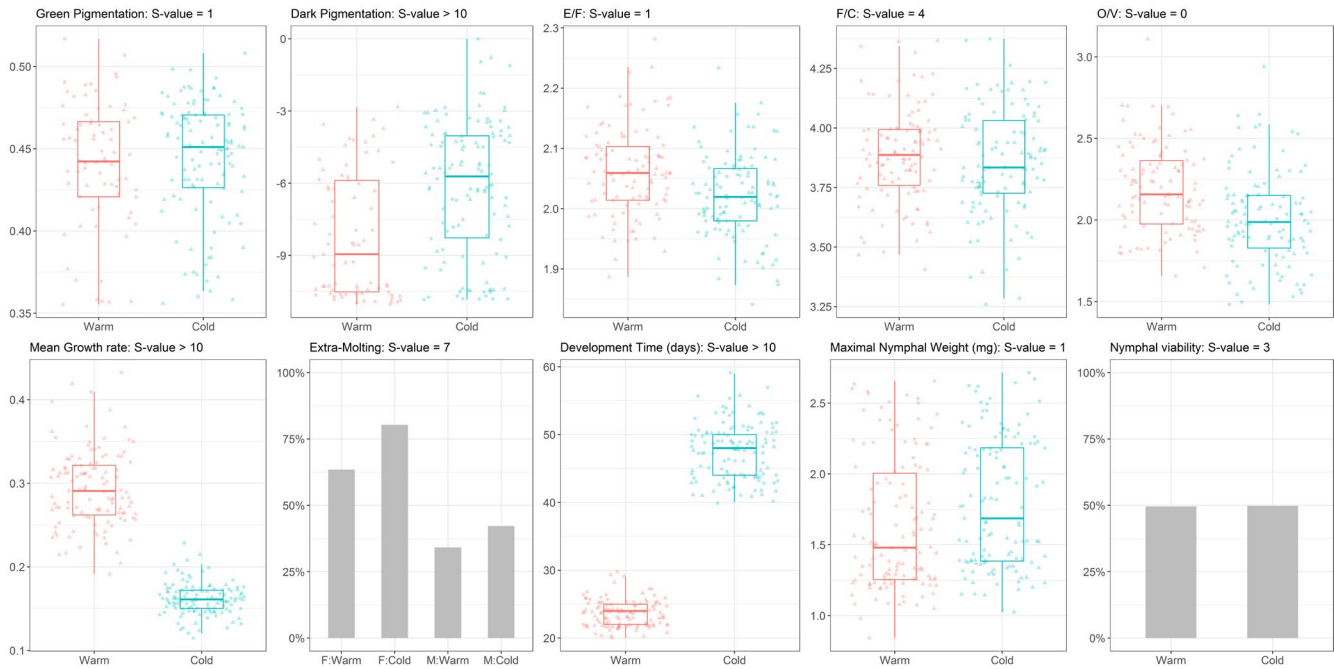 Green Pigmentation: S-value = 1
0.50
0.45
0.40
0.35
Warm
Cold
Dark Pigmentation: S-value > 10
0
-3
-6
-9
Warm
Cold
E/F: S-value = 1
2.3
2.2
2.1
2.0
1.9
Warm
Cold
F/C: S-value = 4
4.25
4.00
3.75
3.50
3.25
Warm
Cold
O/V: S-value = 0
3.0
2.5
2.0
1.5
Warm
Cold
Mean Growth rate: S-value > 10
0.4
0.3
0.2
0.1
Warm
Cold
Extra-Molting: S-value = 7
100%
75%
50%
25%
0%
F:Warm
F:Cold
M:Warm
M:Cold
Development Time (days): S-value > 10
60
50
40
30
20
Warm
Cold
Maximal Nymphal Weight (mg): S-value = 1
2.5
2.0
1.5
1.0
Warm
Cold
Nymphal viability: S-value = 3
100%
75%
50%
25%
0%
Warm
Cold